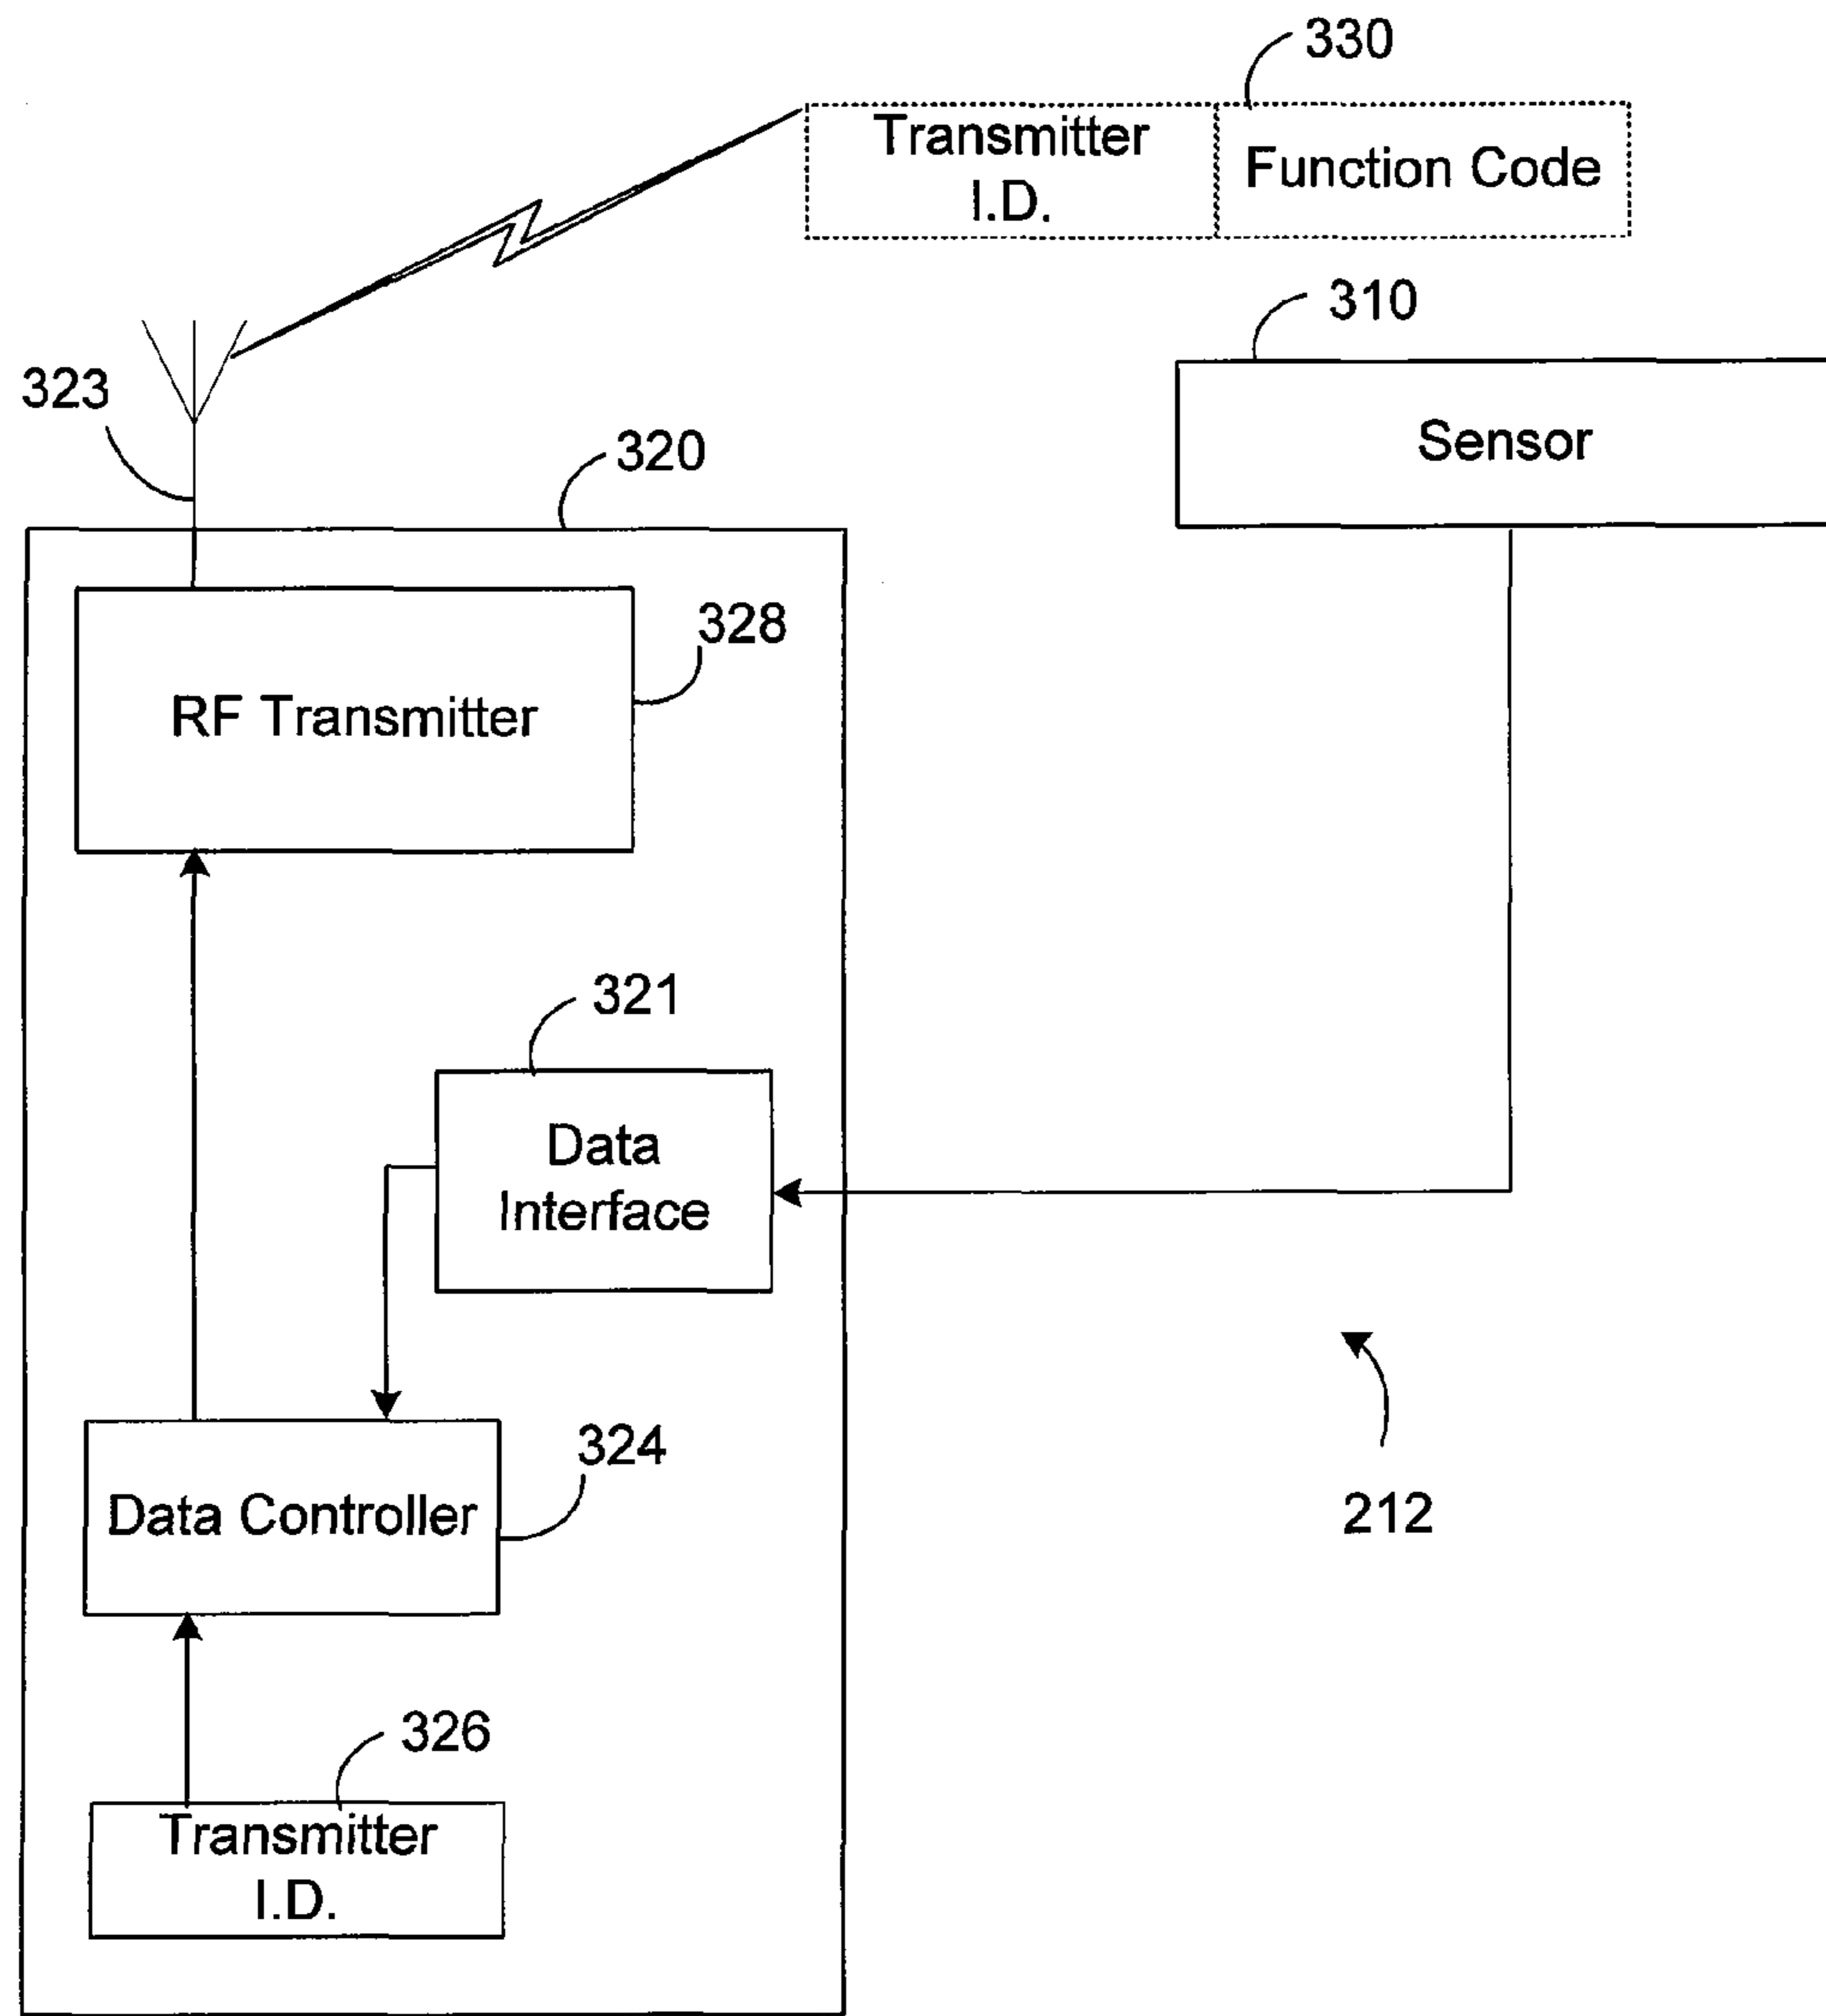 330
Transmitter
I.D.
Function Code
310
323
Sensor
320
328
RF Transmitter
321
Data
Interface
324
Data Controller
212
326
Transmitter
I.D.